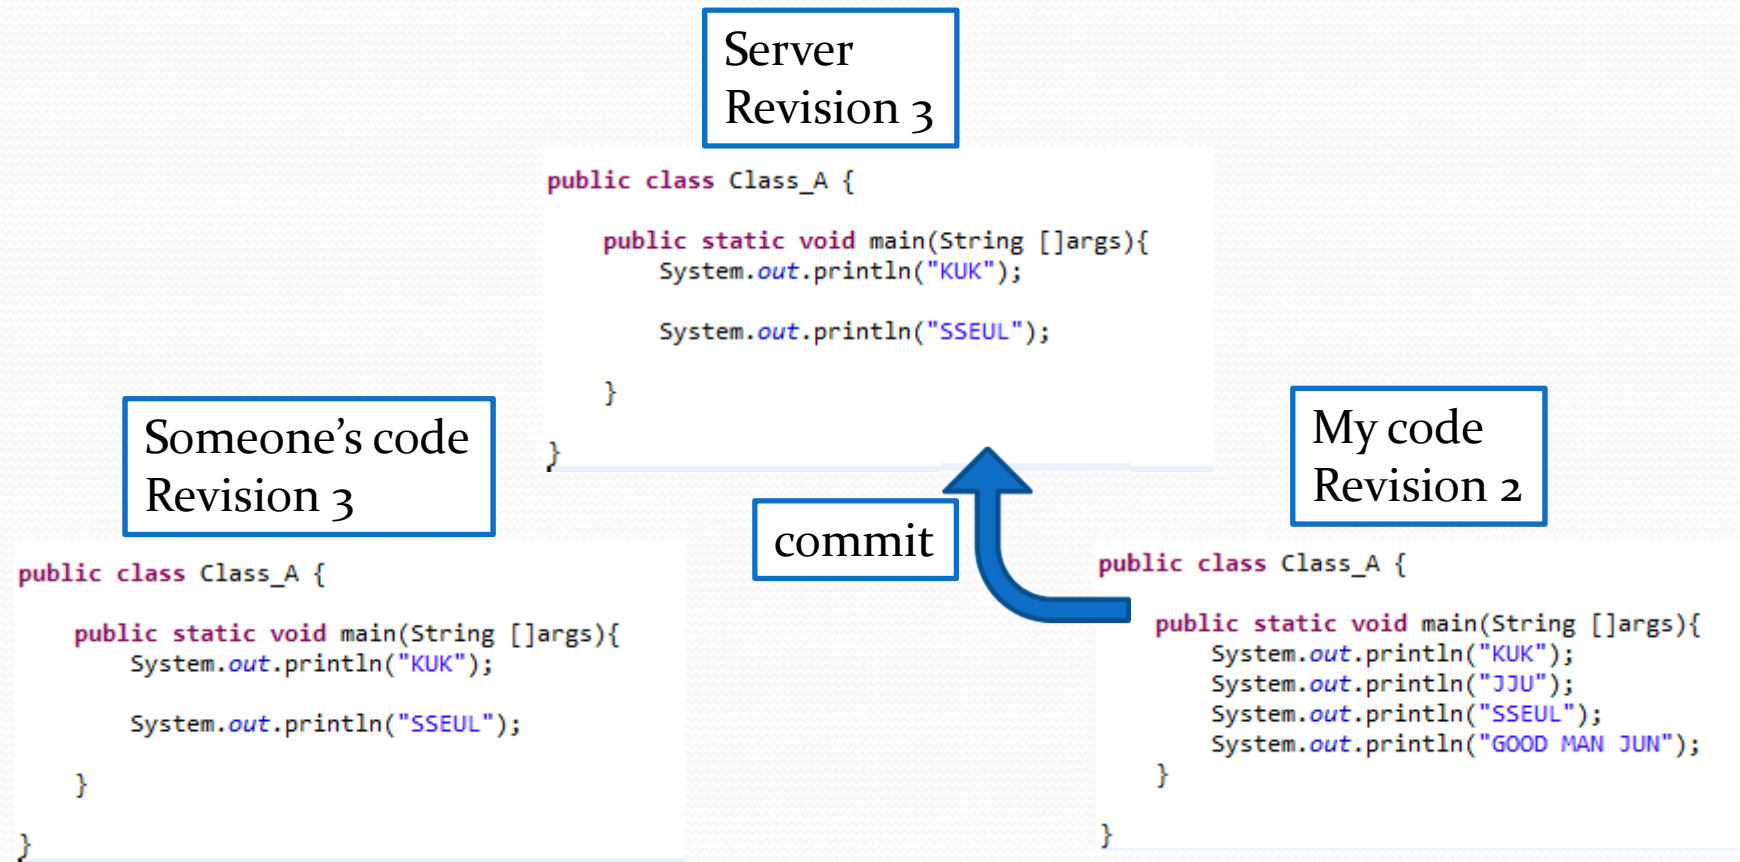 Server
Revision 3
public class Class_A {
public static void main(String []args){
System.out.println("KUK");
System.out.println("SSEUL");
}
}
Someone’s code
Revision 3
public class Class_A {
public static void main(String []args){
System.out.println("KUK");
System.out.println("SSEUL");
}
}
commit
My code
Revision 2
public class Class_A {
public static void main(String []args){
System.out.println("KUK");
System.out.println("JJU");
System.out.println("SSEUL");
System.out.println("GOOD MAN JUN");
}
}